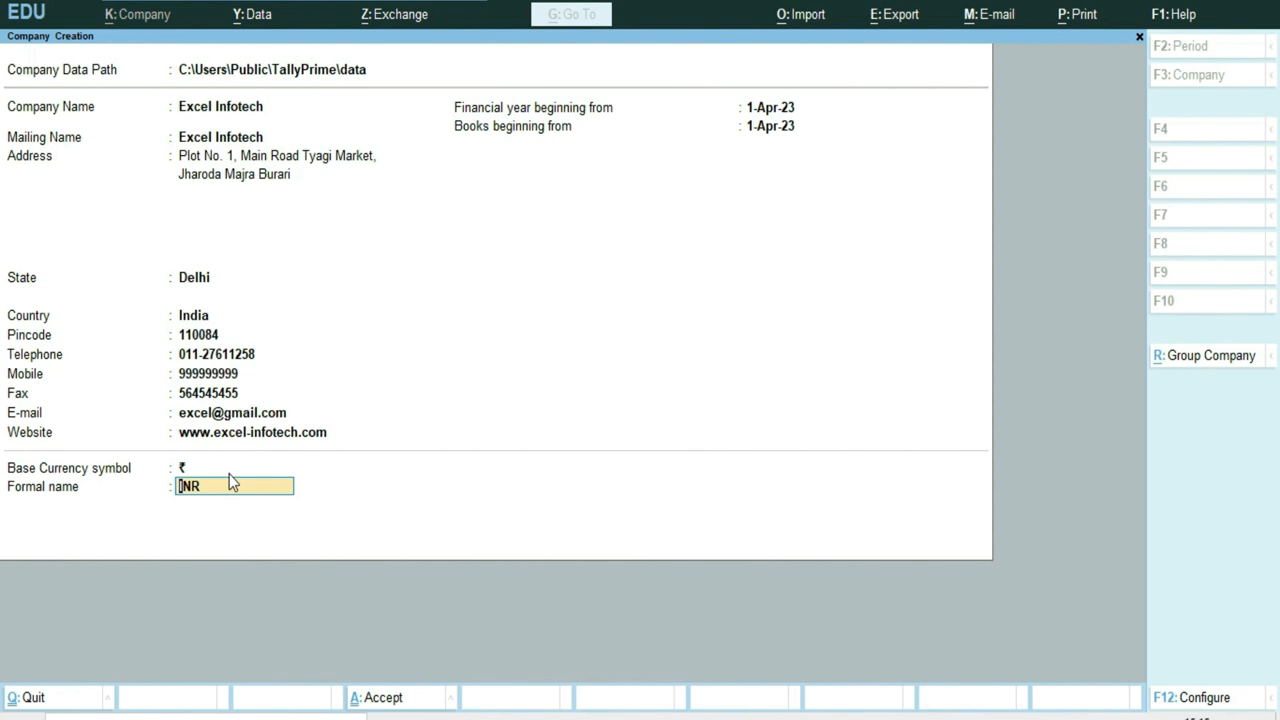 EDU K: Company Y: Data Z: Exchange G: Go To O: Import E: Export M: E-mail P: Print F1: Help
Company Creation
F2: Period
F3: Company
F4
F5
F6
F7
F8
F9
F10
R: Group Company
Company Data Path : C:\Users\Public\TallyPrime\data
Company Name : Excel Infotech Financial year beginning from : 1-Apr-23
Books beginning from : 1-Apr-23
Mailing Name : Excel Infotech
Address : Plot No. 1, Main Road Tyagi Market,
Jharoda Majra Burari
State : Delhi
Country : India
Pincode : 110084
Telephone : 011-27611258
Mobile : 999999999
Fax : 564545455
E-mail : excel@gmail.com
Website : www.excel-infotech.com
Base Currency symbol : ₹
Formal name : INR
Q: Quit A: Accept F12: Configure